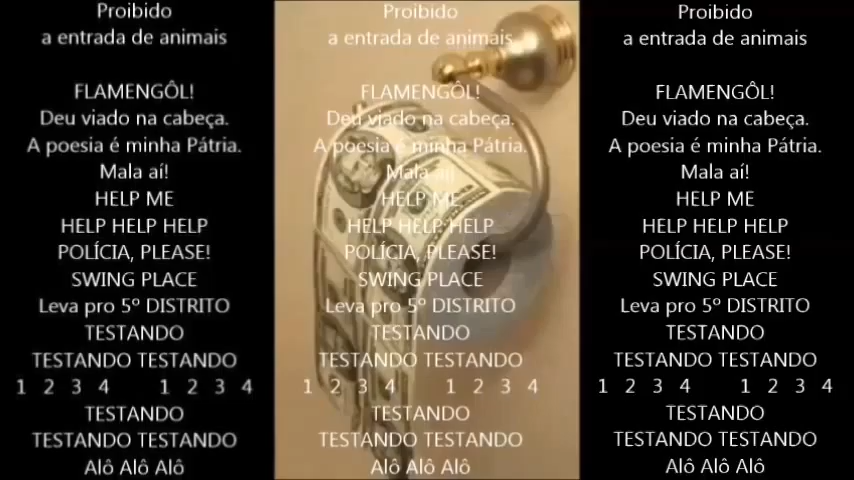 Proibido
a entrada de animais
FLAMENGÔL!
Deu viado na cabeça.
A poesia é minha Pátria.
Mala aí!
HELP ME
HELP HELP HELP
POLÍCIA, PLEASE!
SWING PLACE
Leva pro 5º DISTRITO
TESTANDO
TESTANDO TESTANDO
1 2 3 4 1 2 3 4
TESTANDO
TESTANDO TESTANDO
Alô Alô Alô
Proibido
a entrada de animais
FLAMENGÔL!
Deu viado na cabeça.
A poesia é minha Pátria.
Mala aí!
HELP ME
HELP HELP HELP
POLÍCIA, PLEASE!
SWING PLACE
Leva pro 5º DISTRITO
TESTANDO
TESTANDO TESTANDO
1 2 3 4 1 2 3 4
TESTANDO
TESTANDO TESTANDO
Alô Alô Alô
Proibido
a entrada de animais
FLAMENGÔL!
Deu viado na cabeça.
A poesia é minha Pátria.
Mala aí!
HELP ME
HELP HELP HELP
POLÍCIA, PLEASE!
SWING PLACE
Leva pro 5º DISTRITO
TESTANDO
TESTANDO TESTANDO
1 2 3 4 1 2 3 4
TESTANDO
TESTANDO TESTANDO
Alô Alô Alô